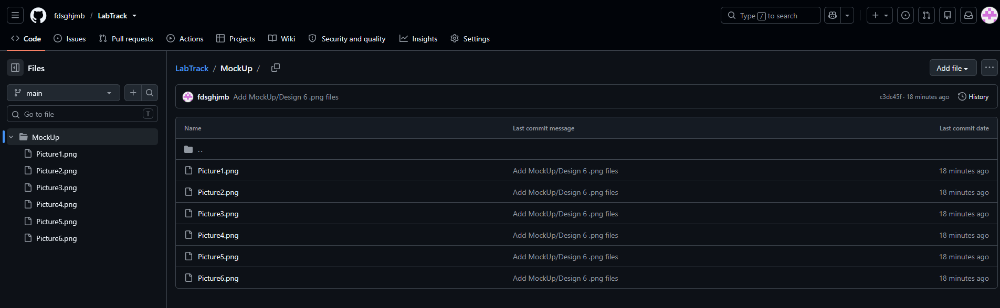 fdsghjmb / LabTrack
Type / to search
Code
Issues
Pull requests
Actions
Projects
Wiki
Security and quality
Insights
Settings
Files
main
Go to file
T
MockUp
Picture1.png
Picture2.png
Picture3.png
Picture4.png
Picture5.png
Picture6.png
LabTrack / MockUp /
Add file
fdsghjmb Add MockUp/Design 6 .png files
c3dc45f · 18 minutes ago
History
Name Last commit message Last commit date
..
Picture1.png Add MockUp/Design 6 .png files 18 minutes ago
Picture2.png Add MockUp/Design 6 .png files 18 minutes ago
Picture3.png Add MockUp/Design 6 .png files 18 minutes ago
Picture4.png Add MockUp/Design 6 .png files 18 minutes ago
Picture5.png Add MockUp/Design 6 .png files 18 minutes ago
Picture6.png Add MockUp/Design 6 .png files 18 minutes ago